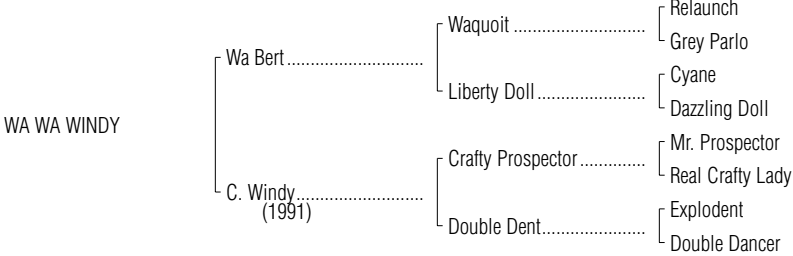 Relaunch
Waquoit ............................
Grey Parlo
Wa Bert .............................
Cyane
Liberty Doll .......................
Dazzling Doll
WA WA WINDY
Mr. Prospector
Crafty Prospector ..............
Real Crafty Lady
C. Windy ...........................
(1991)
Explodent
Double Dent ......................
Double Dancer